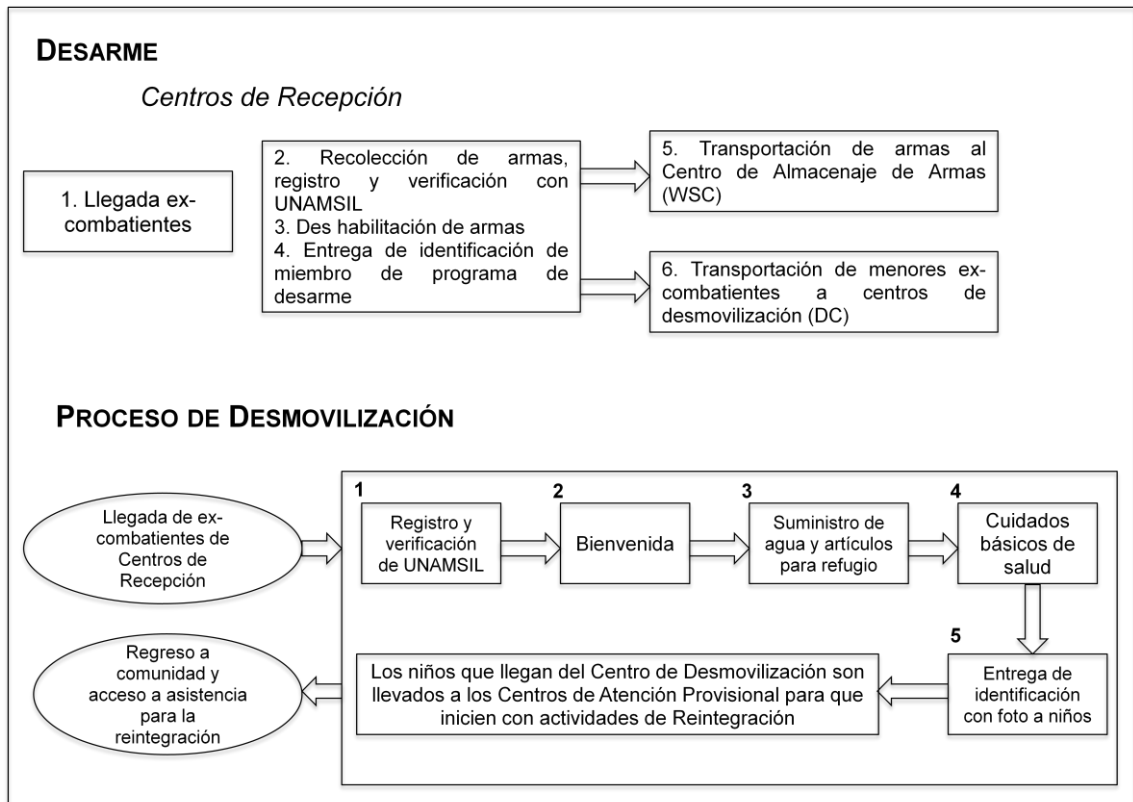 DESARME
Centros de Recepción
1. Llegada ex-
combatientes
2. Recolección de armas,
registro y verificación con
UNAMSIL
3. Des habilitación de armas
4. Entrega de identificación de
miembro de programa de
desarme
5. Transportación de armas al
Centro de Almacenaje de Armas
(WSC)
6. Transportación de menores ex-
combatientes a centros de
desmovilización (DC)
PROCESO DE DESMOVILIZACIÓN
Llegada de ex-
combatientes de
Centros de
Recepción
1
Registro y
verificación
de UNAMSIL
2
Bienvenida
3
Suministro de
agua y artículos
para refugio
4
Cuidados
básicos de
salud
5
Entrega de
identificación
con foto a niños
Los niños que llegan del Centro de Desmovilización son
llevados a los Centros de Atención Provisional para que
inicien con actividades de Reintegración
Regreso a
comunidad y
acceso a asistencia
para la
reintegración